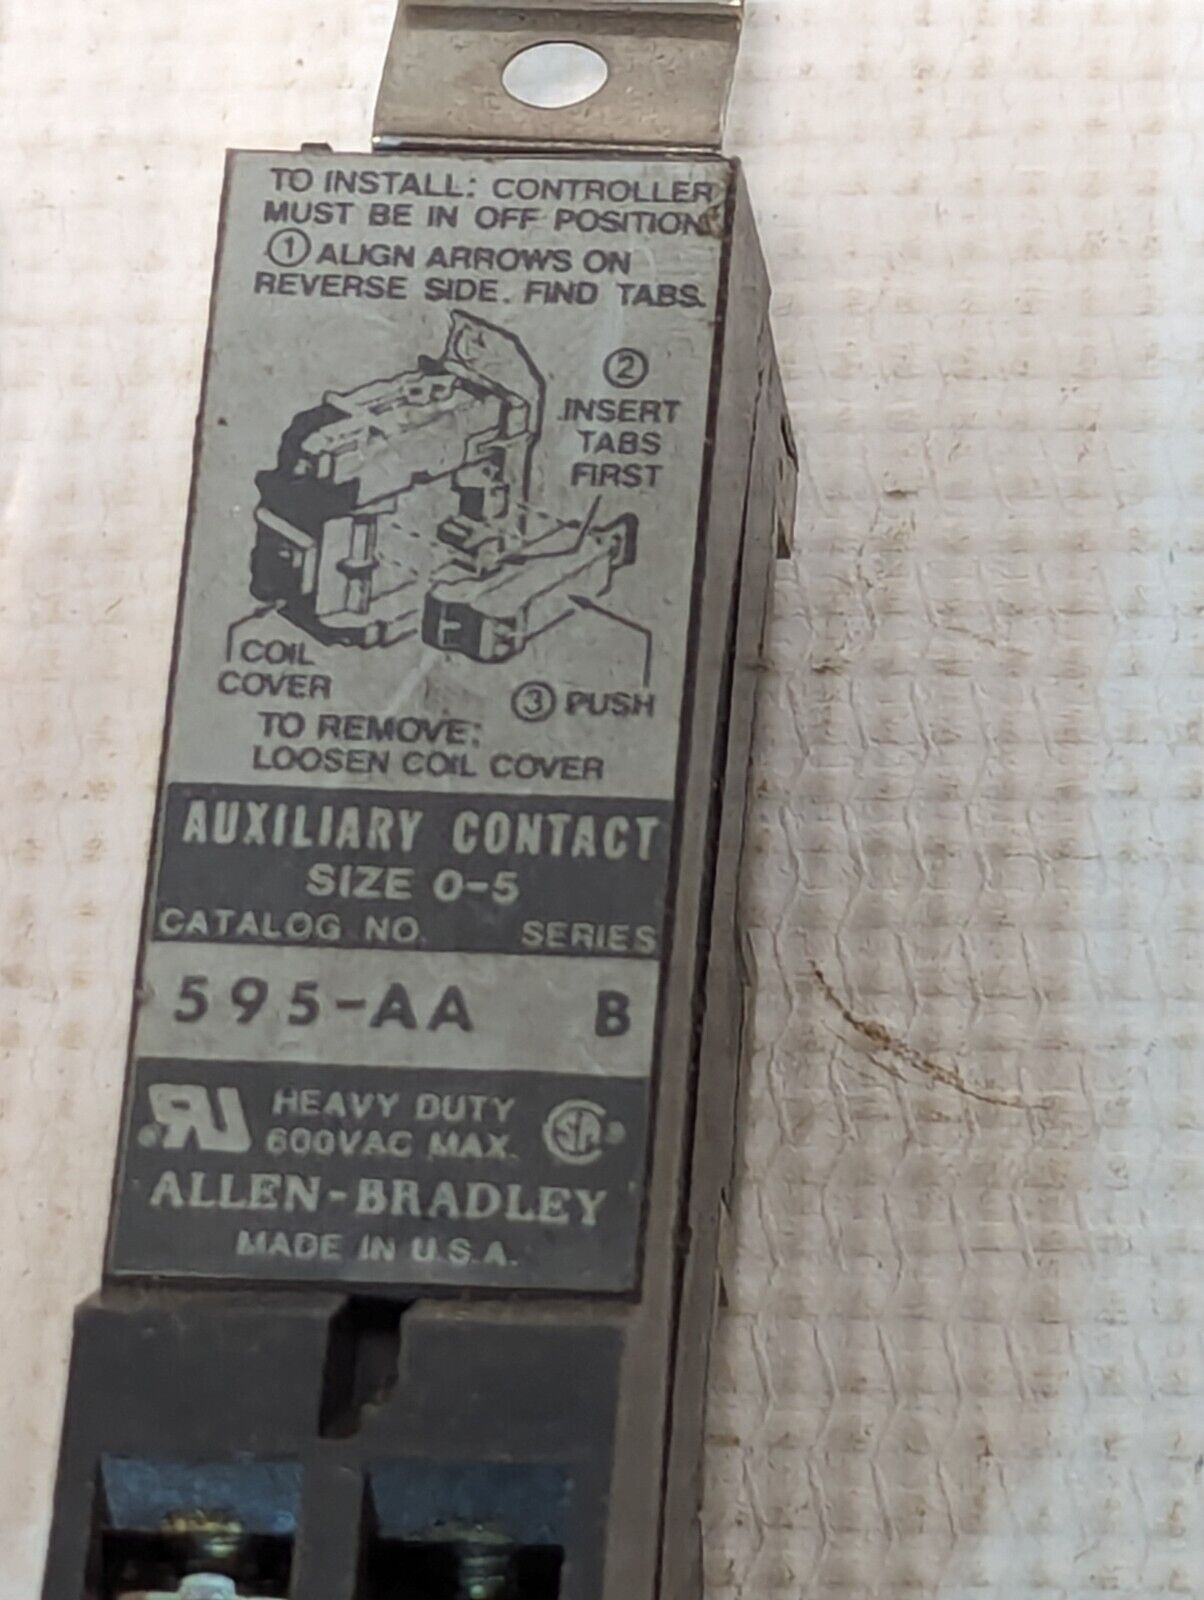 TO INSTALL: CONTROLLER
MUST BE IN OFF POSITION.
① ALIGN ARROWS ON
REVERSE SIDE. FIND TABS.
②
INSERT
TABS
FIRST
COIL
COVER
③ PUSH
TO REMOVE:
LOOSEN COIL COVER
AUXILIARY CONTACT
SIZE 0-5
CATALOG NO. SERIES
595-AA B
RU HEAVY DUTY SA
600VAC MAX.
ALLEN-BRADLEY
MADE IN U.S.A.